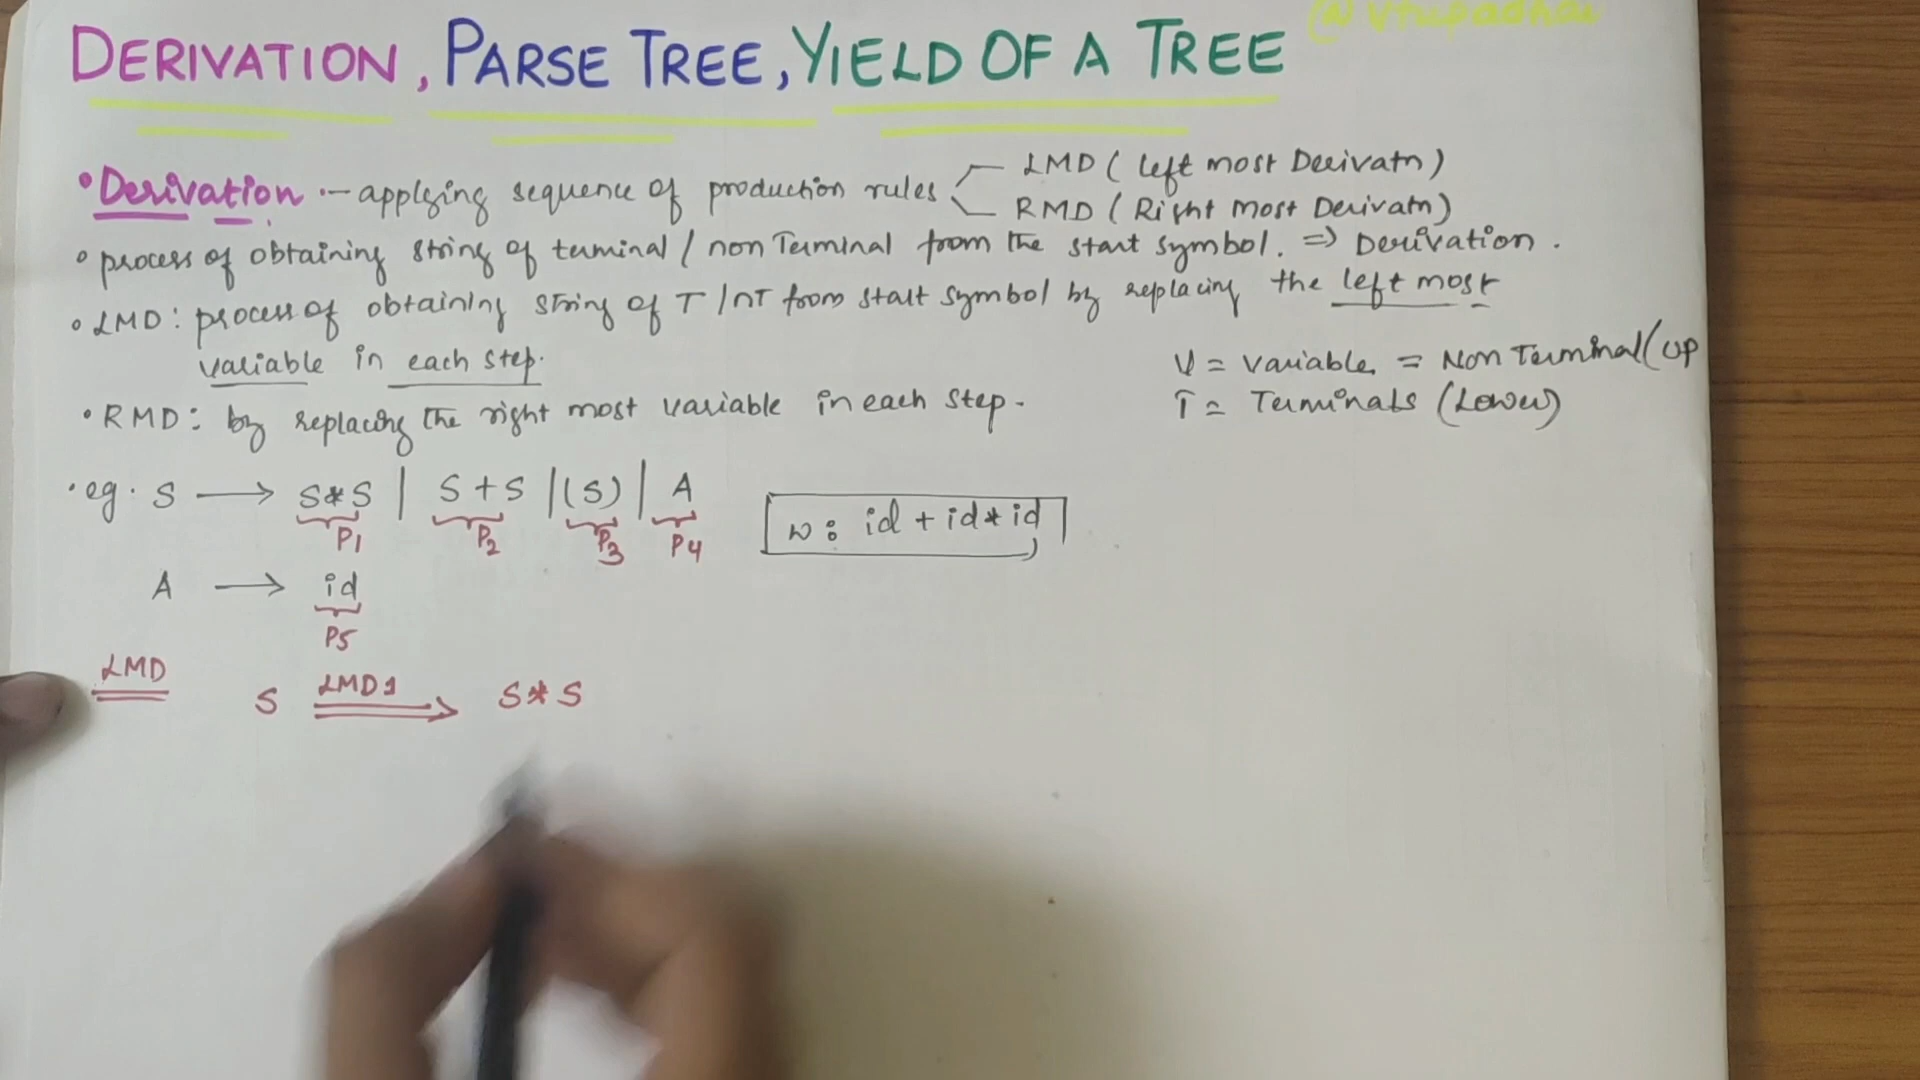 @Vtupadhai
DERIVATION, PARSE TREE, YIELD OF A TREE
• Derivation :- applying sequence of production rules
LMD ( left most Derivatn )
RMD ( Right most Derivatn )
° process of obtaining string of terminal / non Terminal from the start symbol. ⇒ Derivation .
° LMD : process of obtaining string of T / nT from start symbol by replacing the left most
variable in each step.
V = Variable = Non Terminal (up
T = Terminals (Lower)
• RMD : by replacing the right most variable in each step -
• eg . S → S*S | S + S | (S) | A
P1 P2 P3 P4
w : id + id * id
A → id
P5
LMD
S LMD1 ⇒ S * S